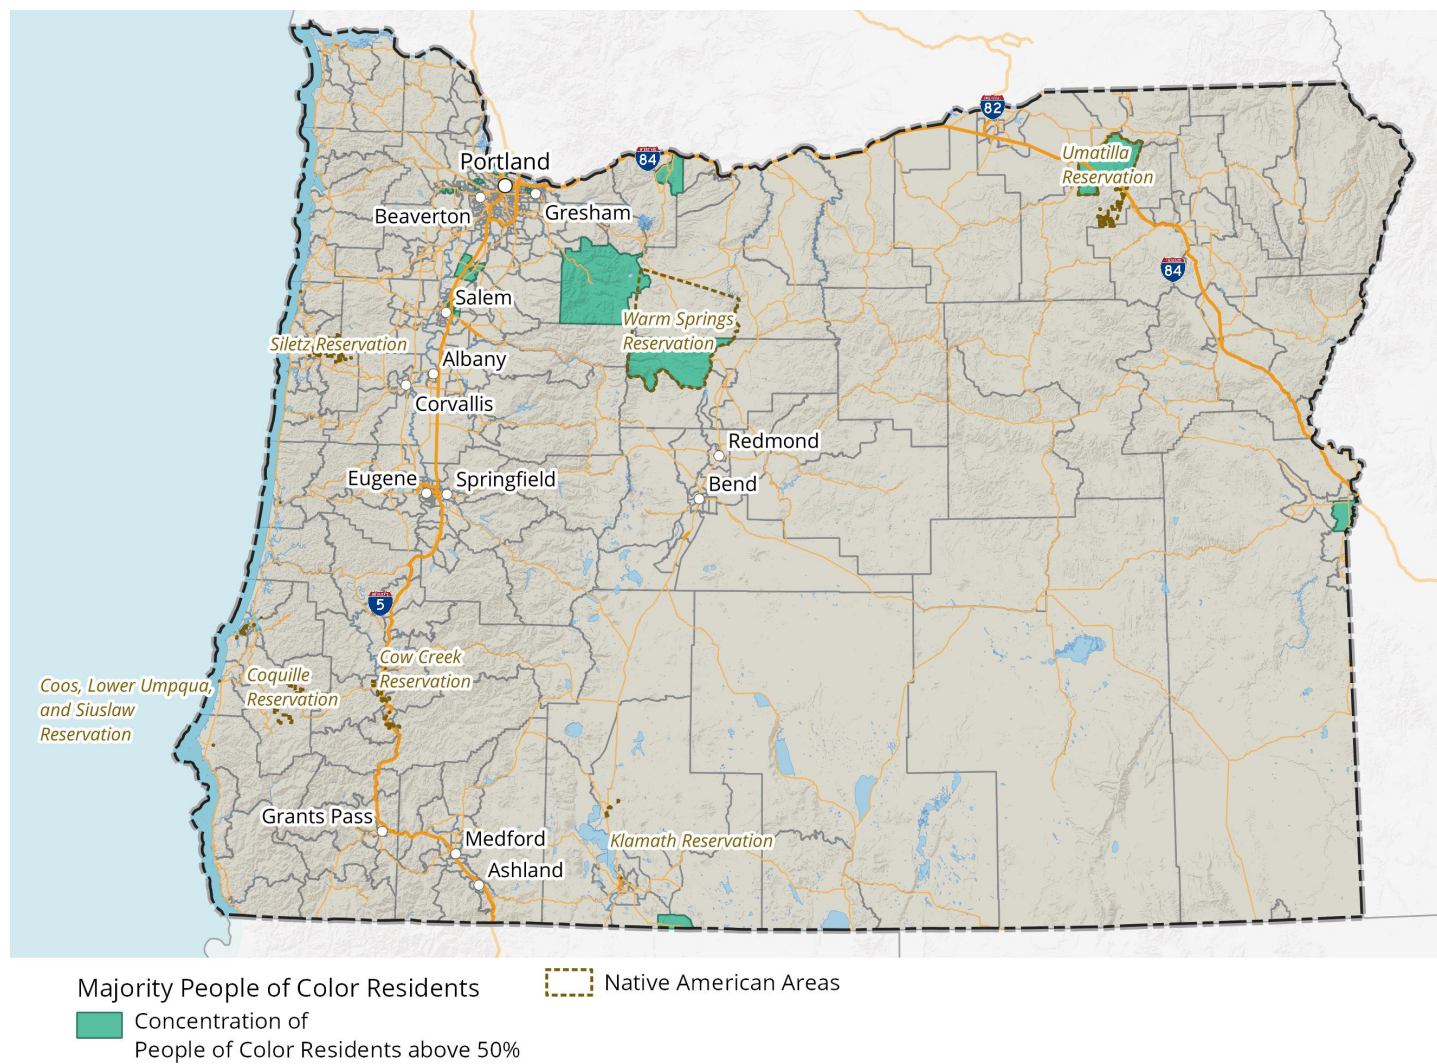 82
84
Umatilla
Reservation
Portland
Beaverton
Gresham
84
Salem
Warm Springs
Reservation
Siletz Reservation
Albany
Corvallis
Redmond
Eugene
Springfield
Bend
5
Cow Creek
Reservation
Coquille
Reservation
Coos, Lower Umpqua,
and Siuslaw
Reservation
Grants Pass
Medford
Klamath Reservation
Ashland
Majority People of Color Residents
Concentration of
People of Color Residents above 50%
Native American Areas